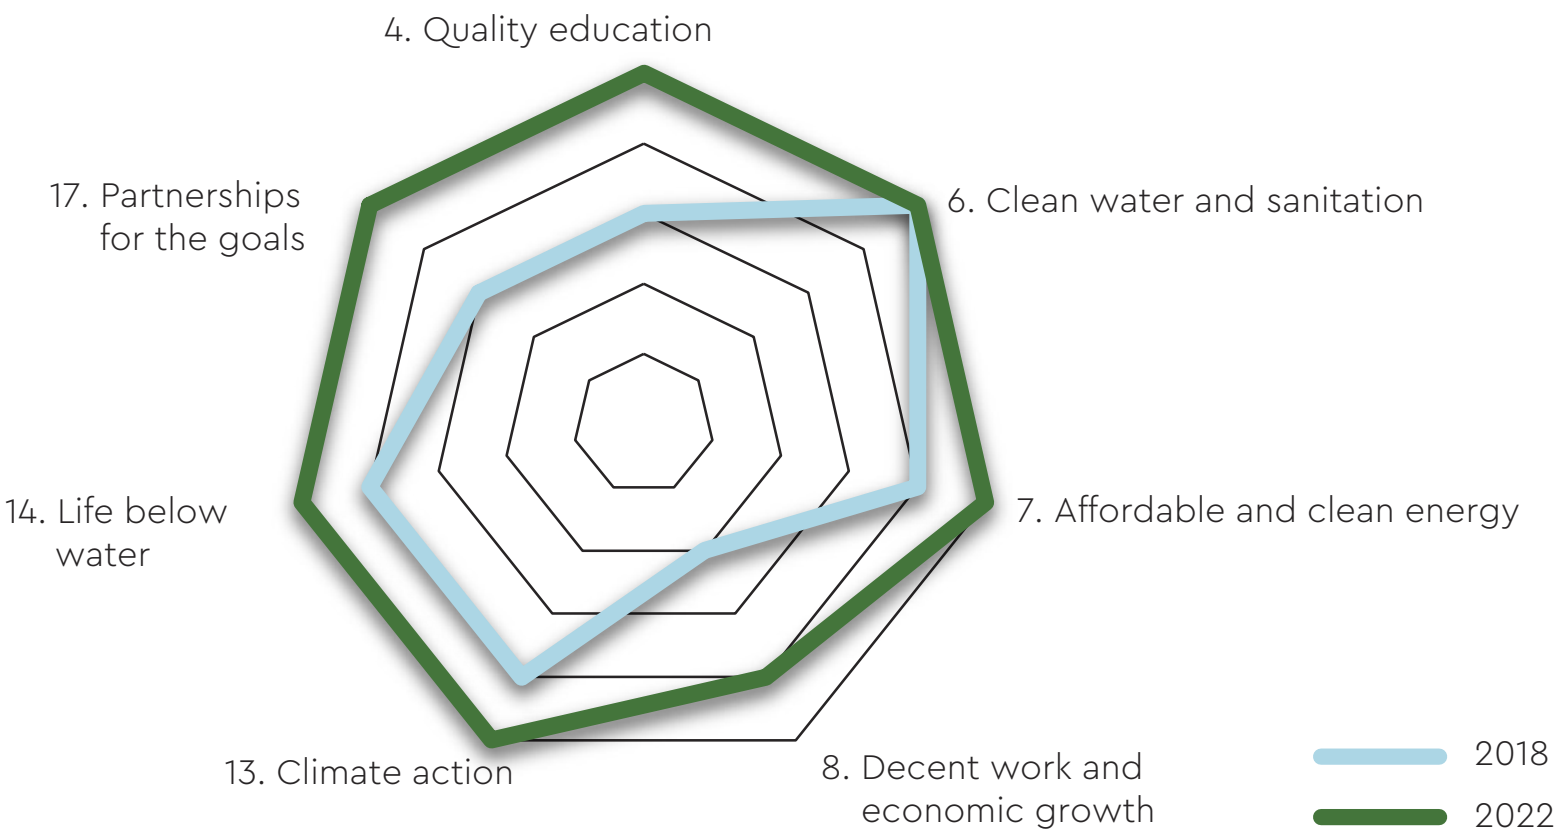 4. Quality education
17. Partnerships
for the goals
6. Clean water and sanitation
14. Life below
water
7. Affordable and clean energy
13. Climate action
8. Decent work and
economic growth
2018
2022